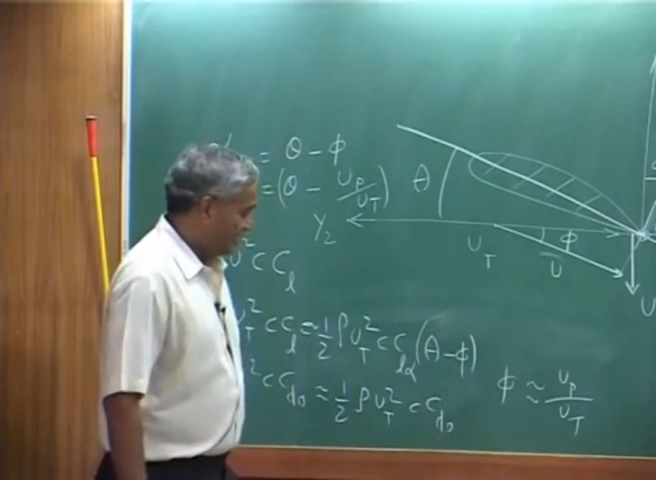 = θ - ϕ
= (θ - U_P/U_T)
θ
Y_2
U_T
ϕ
U
U
U^2 C C_l
U_T^2 C C_l ≈ 1/2 ρ U_T^2 C C_lα (θ - ϕ)
^2 C C_d0 ≈ 1/2 ρ U_T^2 C C_d0
ϕ ≈ U_P/U_T